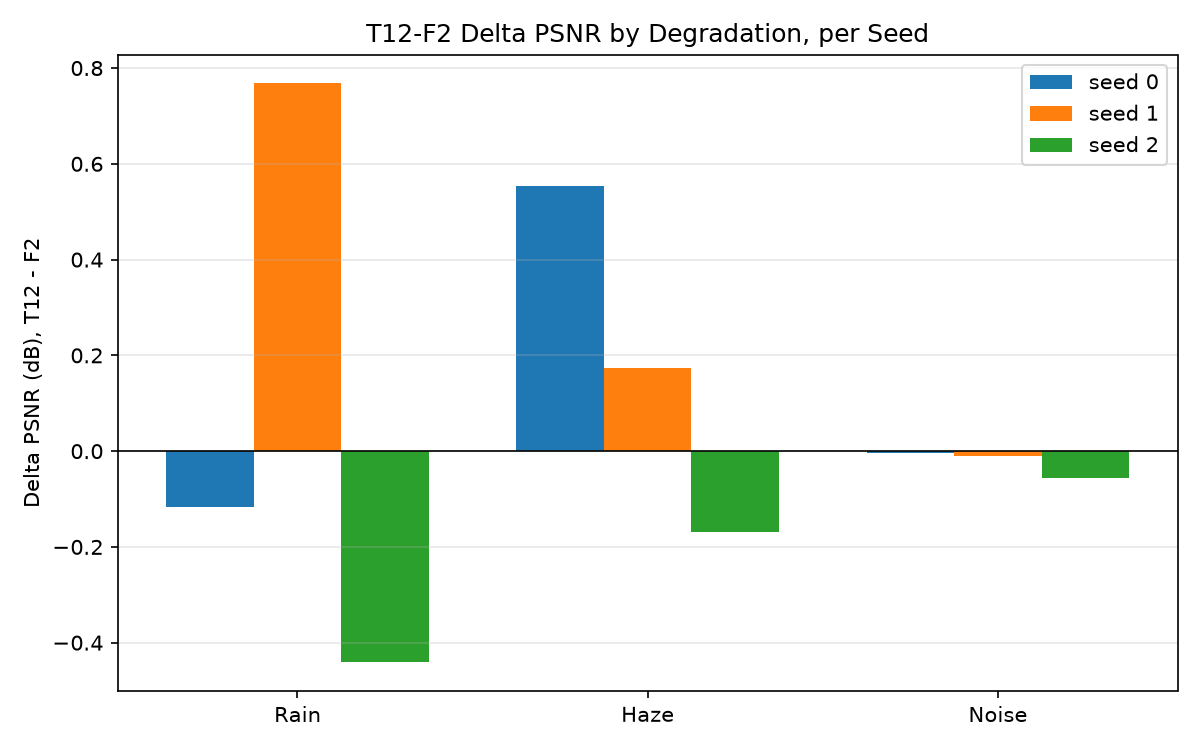 T12-F2 Delta PSNR by Degradation, per Seed
seed 0
seed 1
seed 2
Delta PSNR (dB), T12 - F2
0.8
0.6
0.4
0.2
0.0
−0.2
−0.4
Rain
Haze
Noise